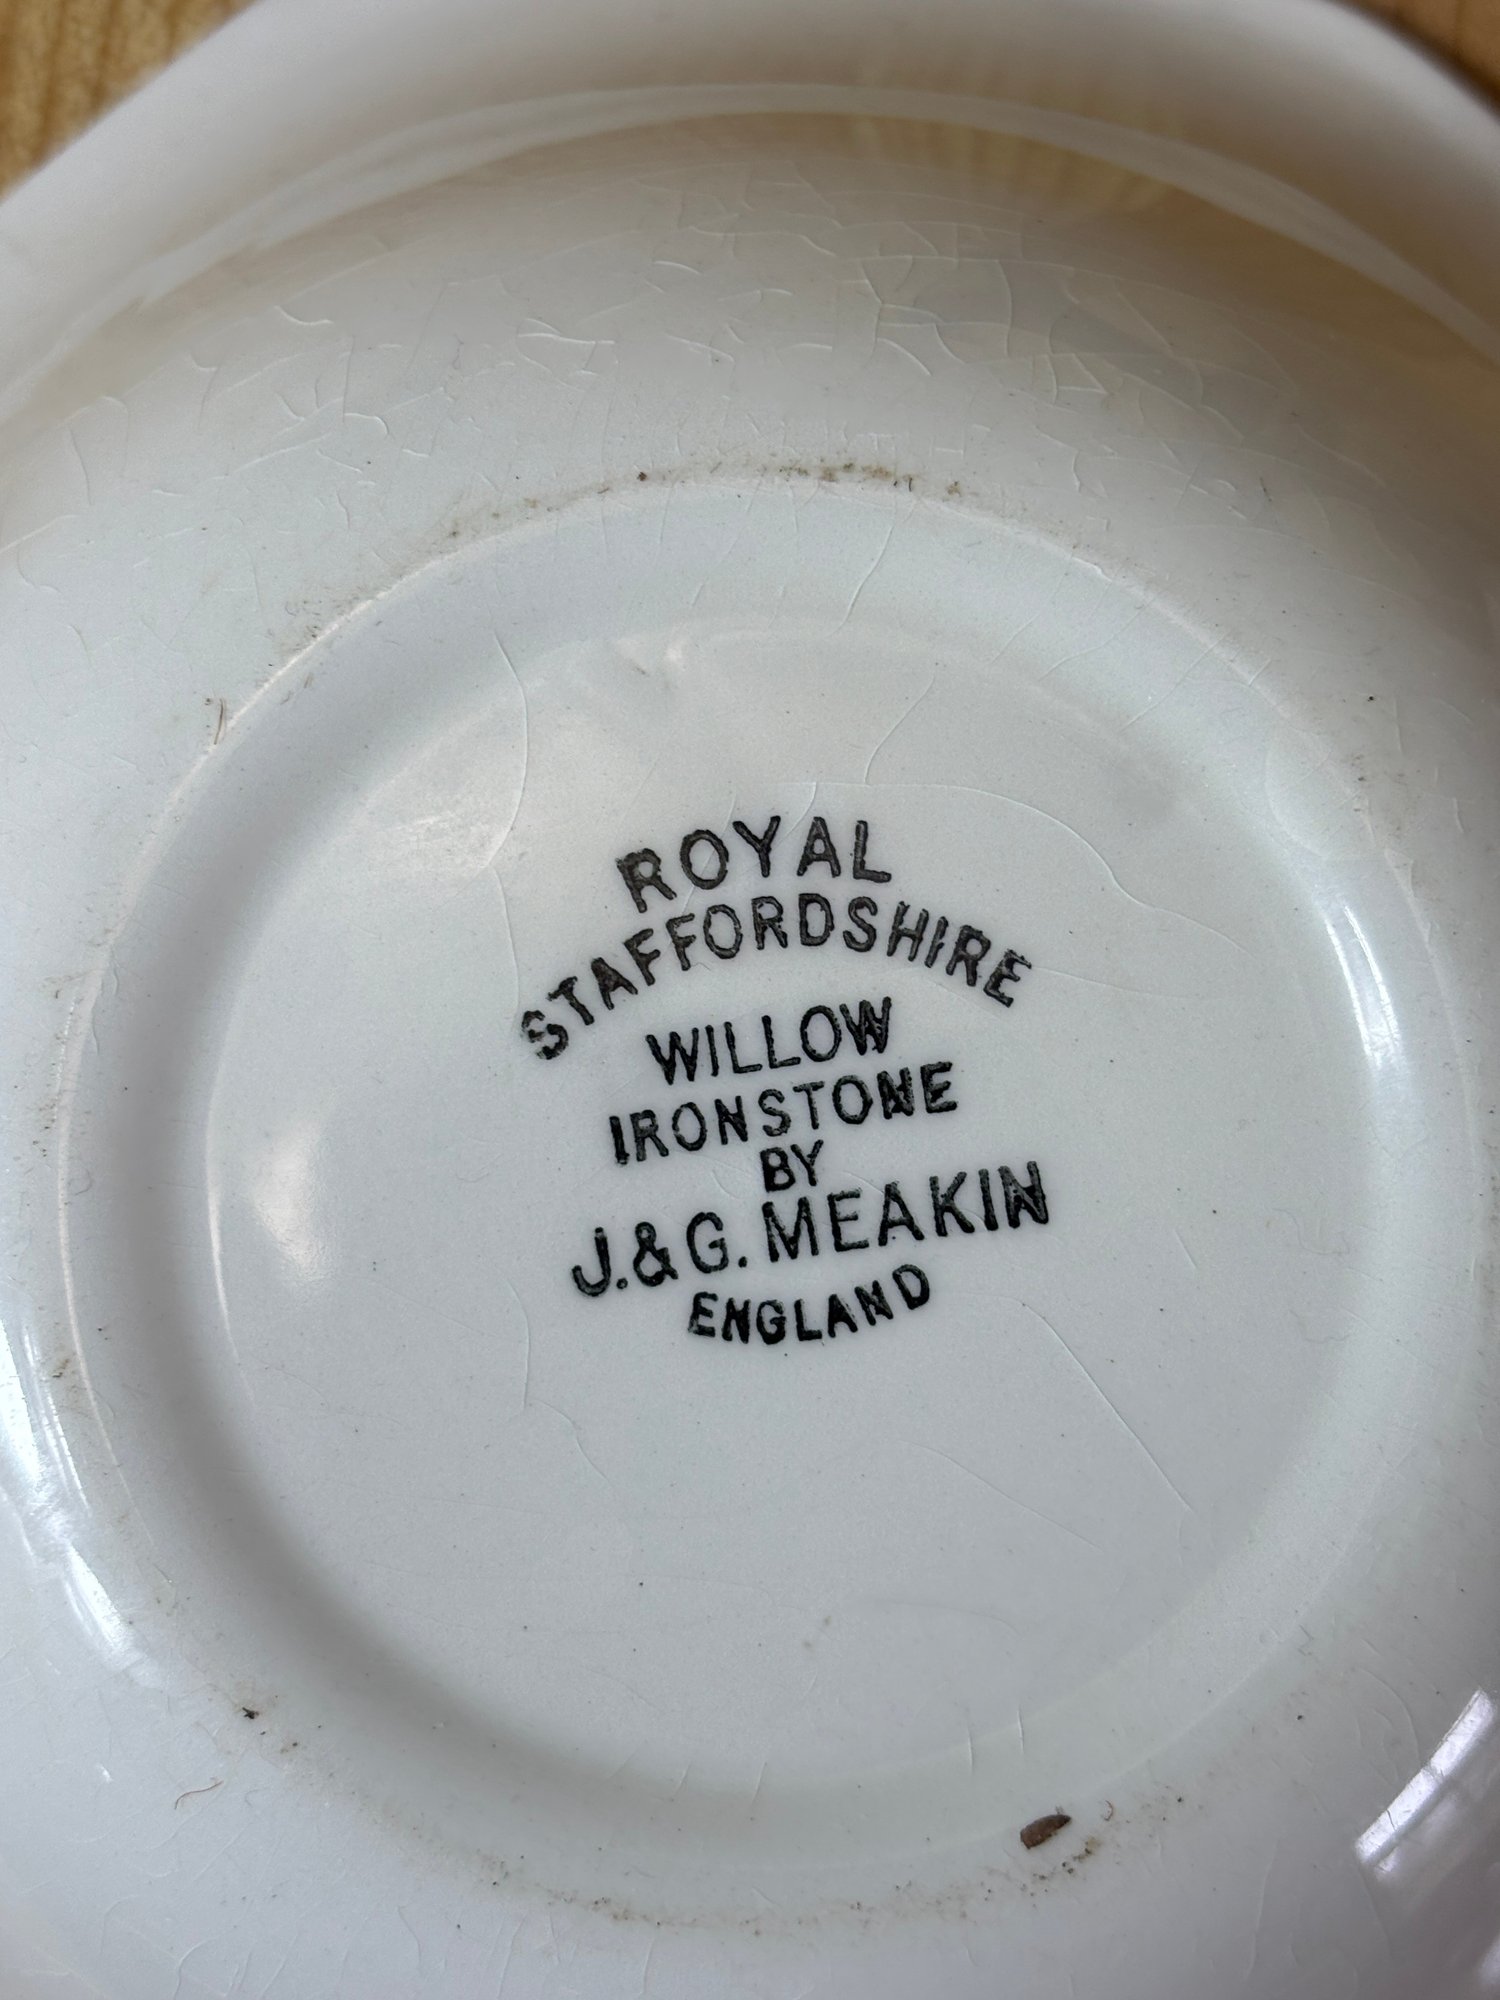 ROYAL
STAFFORDSHIRE
WILLOW
IRONSTONE
BY
J.&G. MEAKIN
ENGLAND